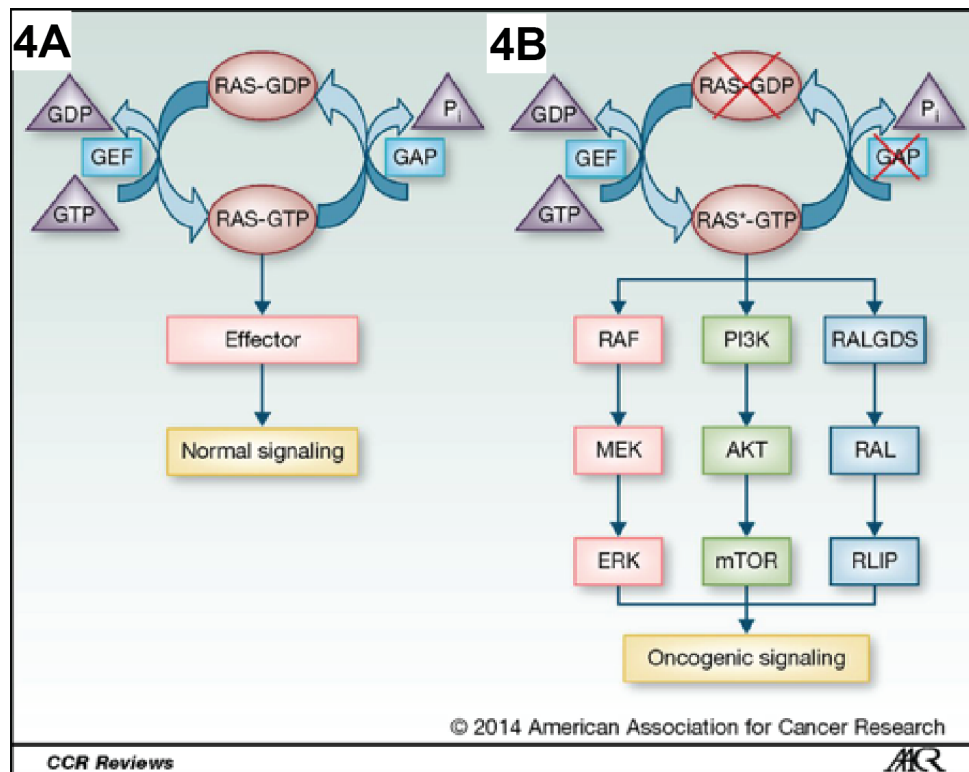 4A
RAS-GDP
GDP
Pi
GEF
GAP
GTP
RAS-GTP
Effector
Normal signaling
4B
RAS-GDP
GDP
Pi
GEF
GAP
GTP
RAS*-GTP
RAF
PI3K
RALGDS
MEK
AKT
RAL
ERK
mTOR
RLIP
Oncogenic signaling
© 2014 American Association for Cancer Research
CCR Reviews
AACR